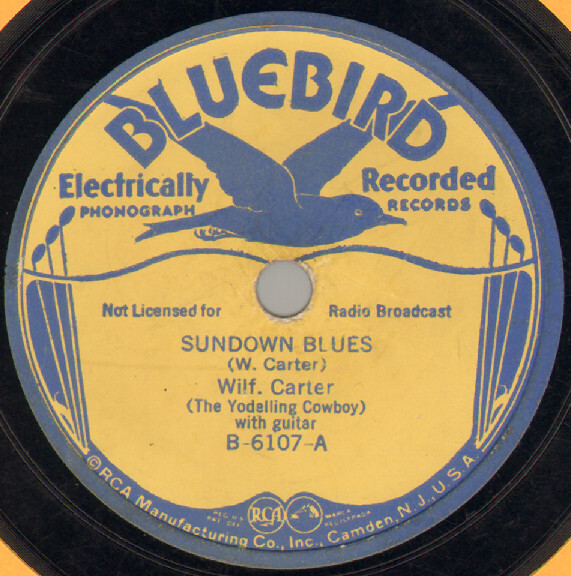 BLUEBIRD
Electrically Recorded
PHONOGRAPH RECORDS
Not Licensed for Radio Broadcast
SUNDOWN BLUES
(W. Carter)
Wilf. Carter
(The Yodelling Cowboy)
with guitar
B-6107-A
RCA
©RCA Manufacturing Co., Inc., Camden, N.J., U.S.A.